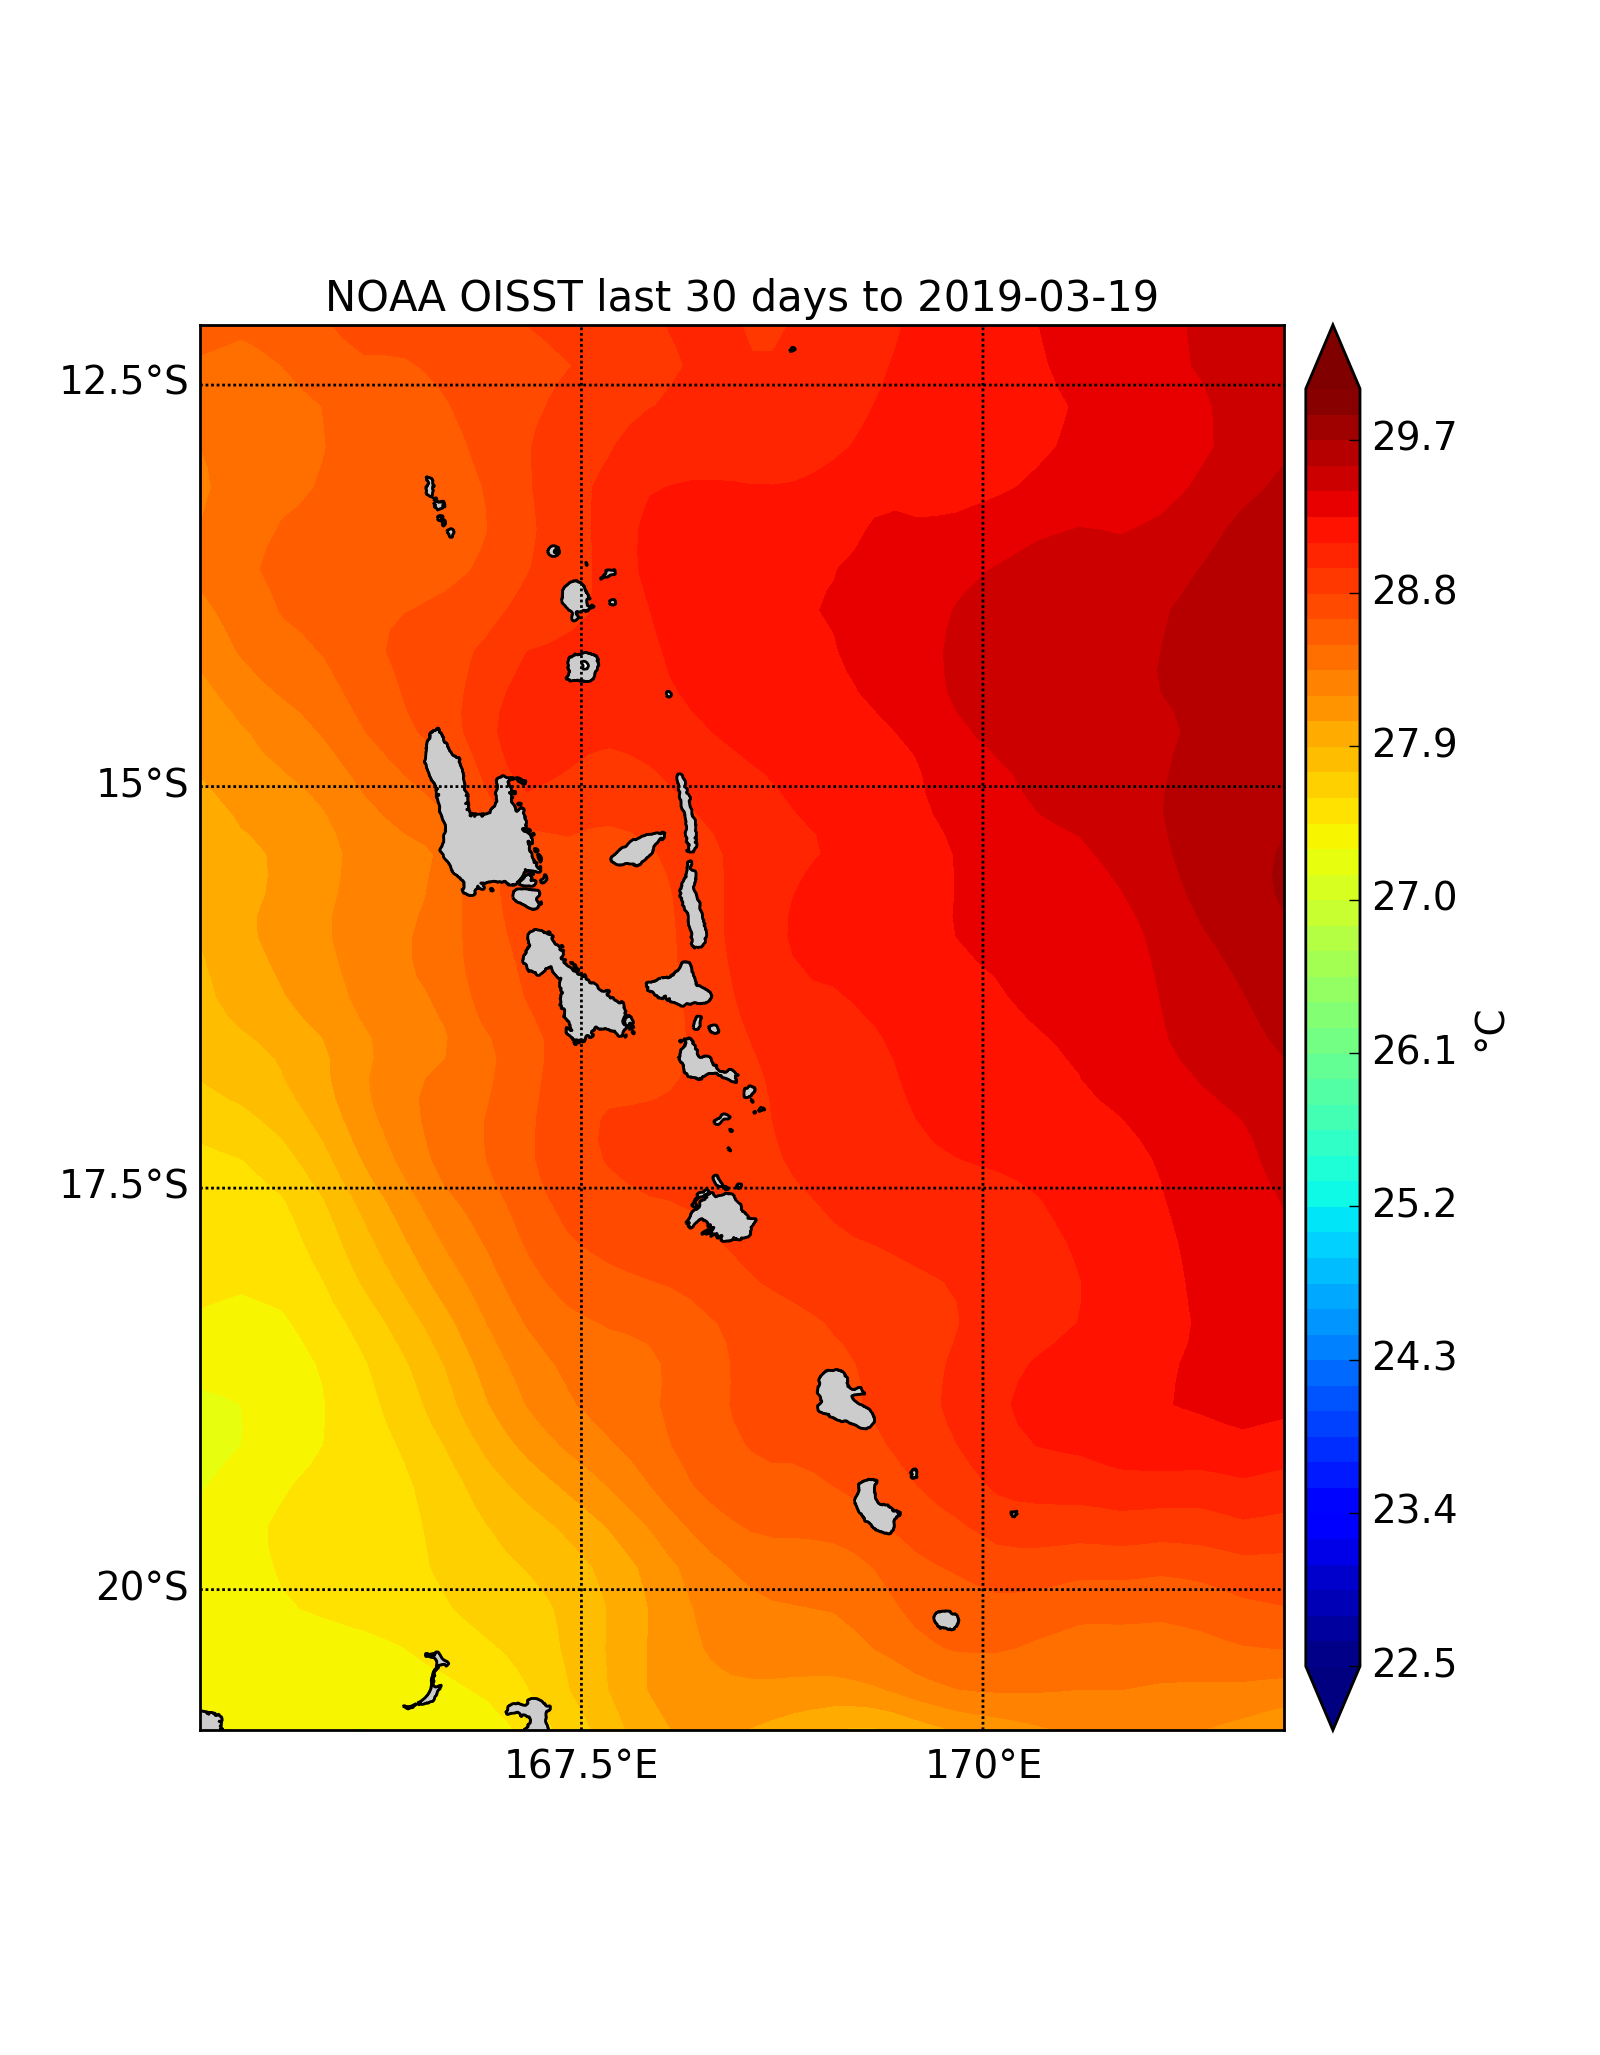 NOAA OISST last 30 days to 2019-03-19
12.5°S
15°S
17.5°S
20°S
167.5°E
170°E
29.7
28.8
27.9
27.0
26.1
25.2
24.3
23.4
22.5
°C